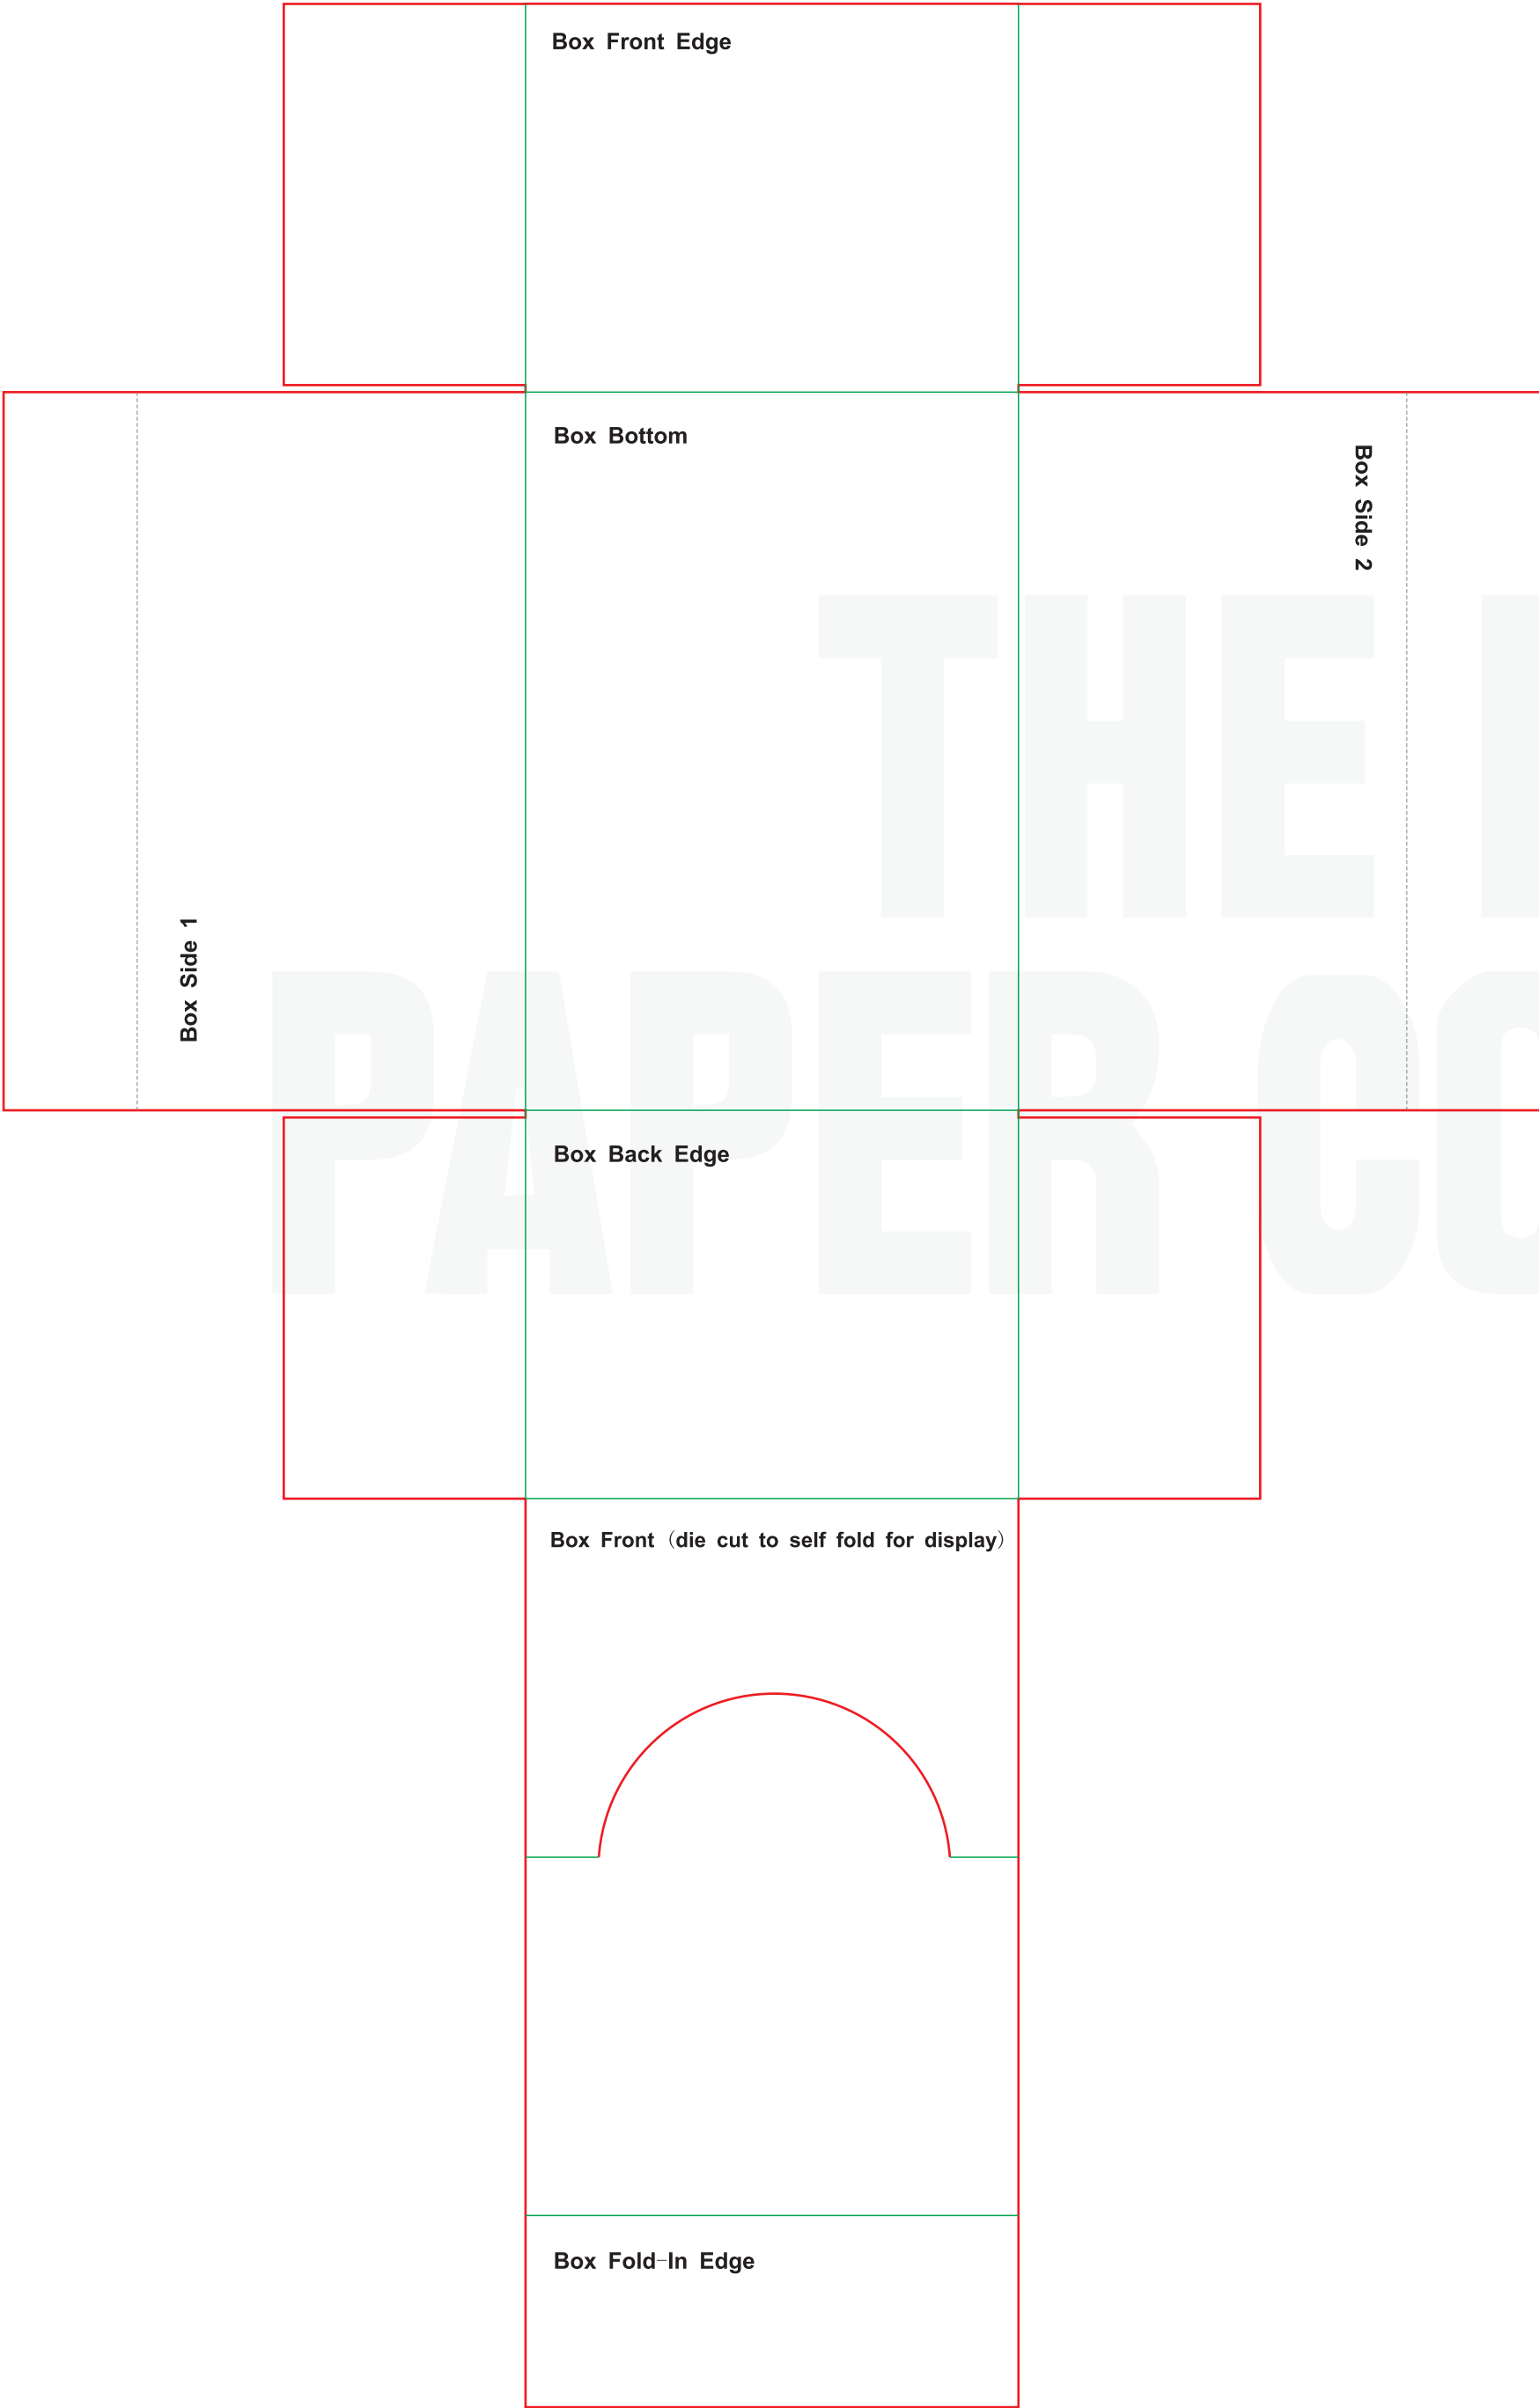 Box Front Edge
Box Bottom
Box Side 2
THE
Box Side 1
PAPER CO
Box Back Edge
Box Front (die cut to self fold for display)
Box Fold-In Edge